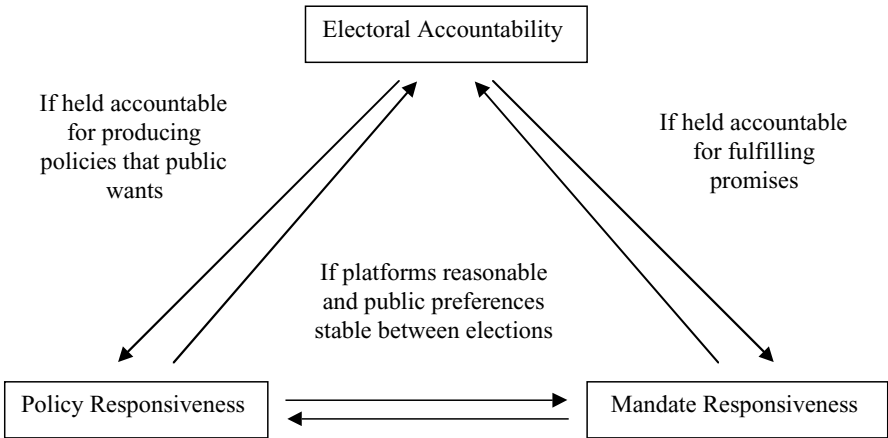 Electoral Accountability
If held accountable
for producing
policies that public
wants
If held accountable
for fulfilling
promises
If platforms reasonable
and public preferences
stable between elections
Policy Responsiveness
Mandate Responsiveness